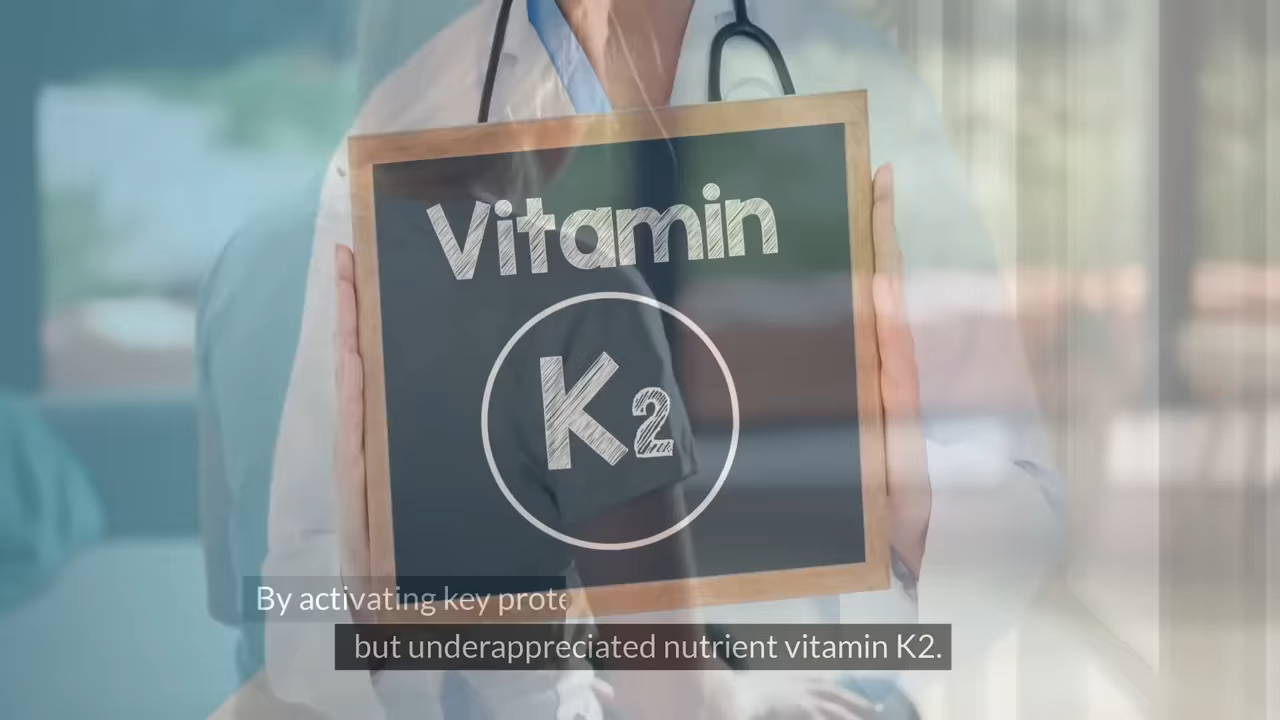 Vitamin
K2
By activating key prote
but underappreciated nutrient vitamin K2.